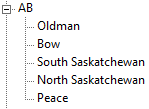 AB
Oldman
Bow
South Saskatchewan
North Saskatchewan
Peace